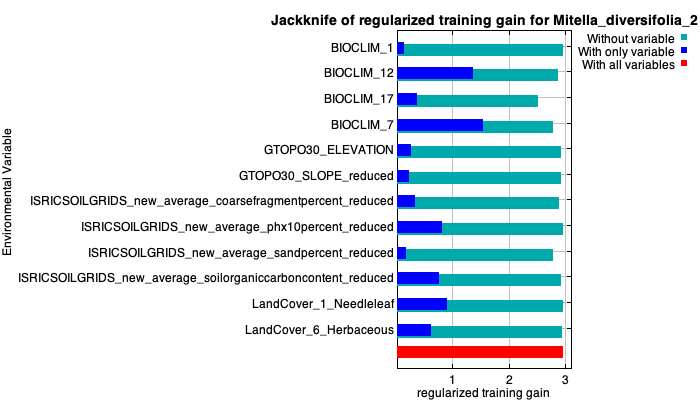 Jackknife of regularized training gain for Mitella_diversifolia_2
Without variable
With only variable
With all variables
Environmental Variable
BIOCLIM_1
BIOCLIM_12
BIOCLIM_17
BIOCLIM_7
GTOPO30_ELEVATION
GTOPO30_SLOPE_reduced
ISRICSOILGRIDS_new_average_coarsefragmentpercent_reduced
ISRICSOILGRIDS_new_average_phx10percent_reduced
ISRICSOILGRIDS_new_average_sandpercent_reduced
ISRICSOILGRIDS_new_average_soilorganiccarboncontent_reduced
LandCover_1_Needleleaf
LandCover_6_Herbaceous
1 2 3
regularized training gain